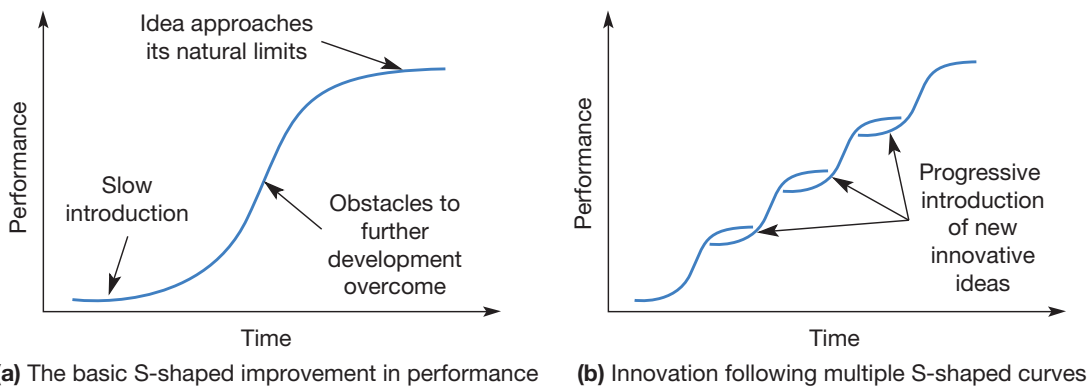 Performance
Idea approaches
its natural limits
Slow
introduction
Obstacles to
further
development
overcome
Time
(a) The basic S-shaped improvement in performance
Performance
Progressive
introduction
of new
innovative
ideas
Time
(b) Innovation following multiple S-shaped curves